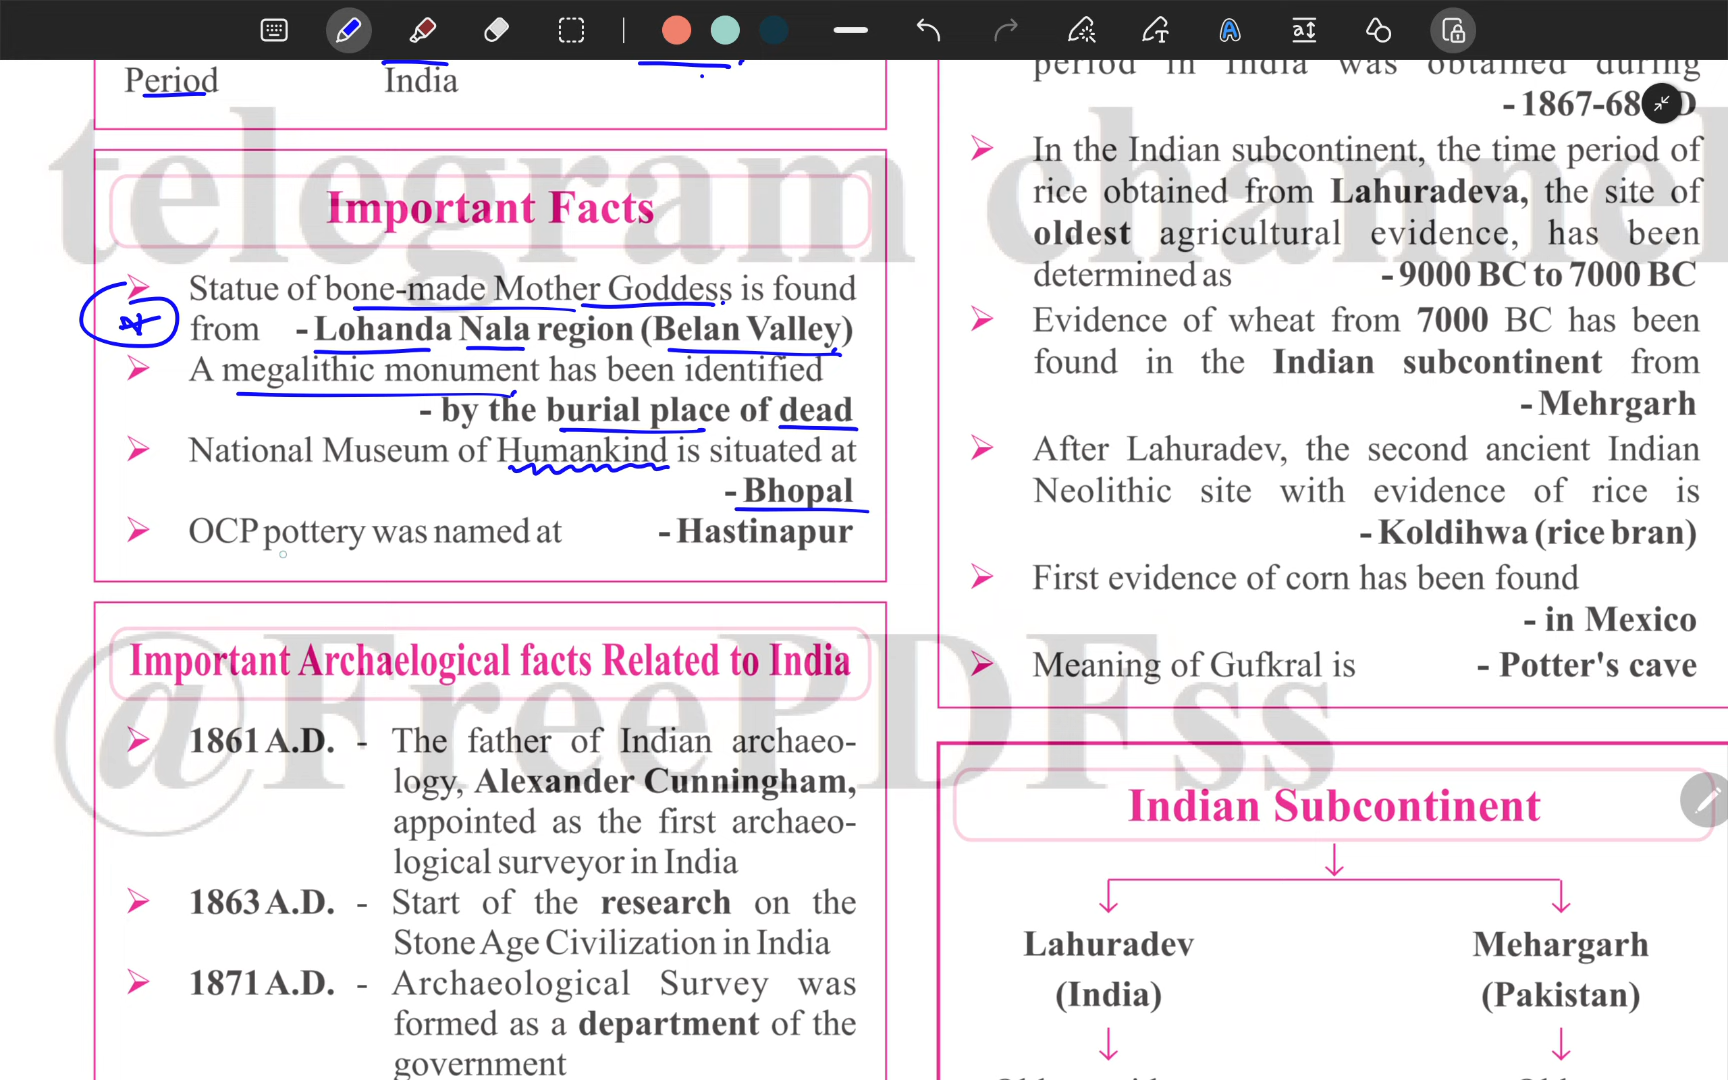 Period India
Important Facts
Statue of bone-made Mother Goddess is found
from - Lohanda Nala region (Belan Valley)
A megalithic monument has been identified
- by the burial place of dead
National Museum of Humankind is situated at
- Bhopal
OCP pottery was named at - Hastinapur
Important Archaelogical facts Related to India
1861 A.D. - The father of Indian archaeo-
logy, Alexander Cunningham,
appointed as the first archaeo-
logical surveyor in India
1863 A.D. - Start of the research on the
Stone Age Civilization in India
1871 A.D. - Archaeological Survey was
formed as a department of the
government
period in India was obtained during
- 1867-68 D
In the Indian subcontinent, the time period of
rice obtained from Lahuradeva, the site of
oldest agricultural evidence, has been
determined as - 9000 BC to 7000 BC
Evidence of wheat from 7000 BC has been
found in the Indian subcontinent from
- Mehrgarh
After Lahuradev, the second ancient Indian
Neolithic site with evidence of rice is
- Koldihwa (rice bran)
First evidence of corn has been found
- in Mexico
Meaning of Gufkral is - Potter's cave
Indian Subcontinent
Lahuradev Mehargarh
(India) (Pakistan)
telegram channel
@FreePDFss